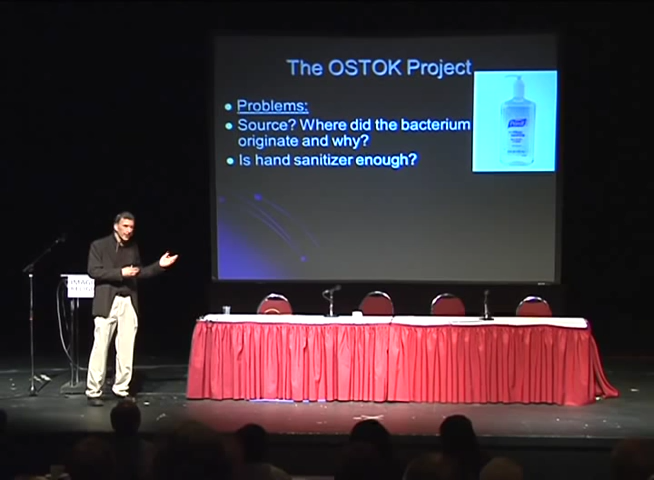 The OSTOK Project
Problems:
Source? Where did the bacterium
originate and why?
Is hand sanitizer enough?